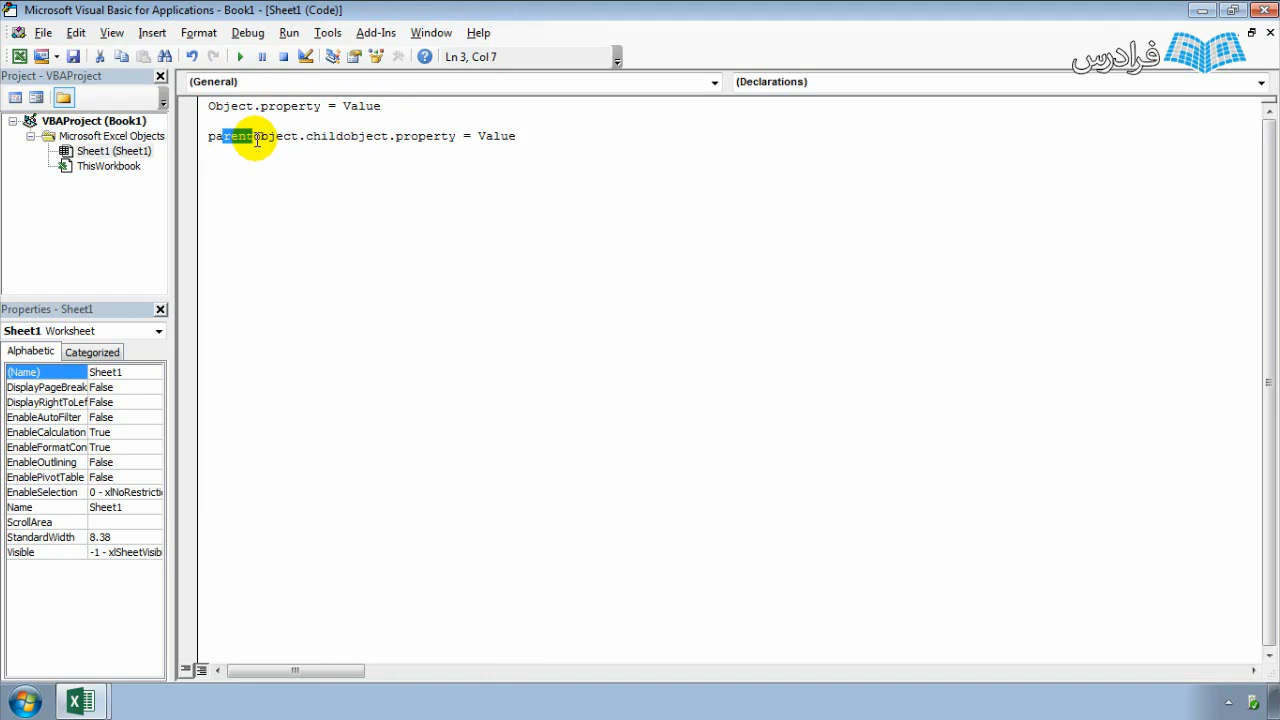 Microsoft Visual Basic for Applications - Book1 - [Sheet1 (Code)]
File Edit View Insert Format Debug Run Tools Add-Ins Window Help
Ln 3, Col 7
فرادرس
Project - VBAProject
(General)
(Declarations)
VBAProject (Book1)
Microsoft Excel Objects
Sheet1 (Sheet1)
ThisWorkbook
Object.property = Value
parentobject.childobject.property = Value
Properties - Sheet1
Sheet1 Worksheet
Alphabetic Categorized
(Name) Sheet1
DisplayPageBreak False
DisplayRightToLef False
EnableAutoFilter False
EnableCalculation True
EnableFormatCon True
EnableOutlining False
EnablePivotTable False
EnableSelection 0 - xlNoRestricti
Name Sheet1
ScrollArea
StandardWidth 8.38
Visible -1 - xlSheetVisib